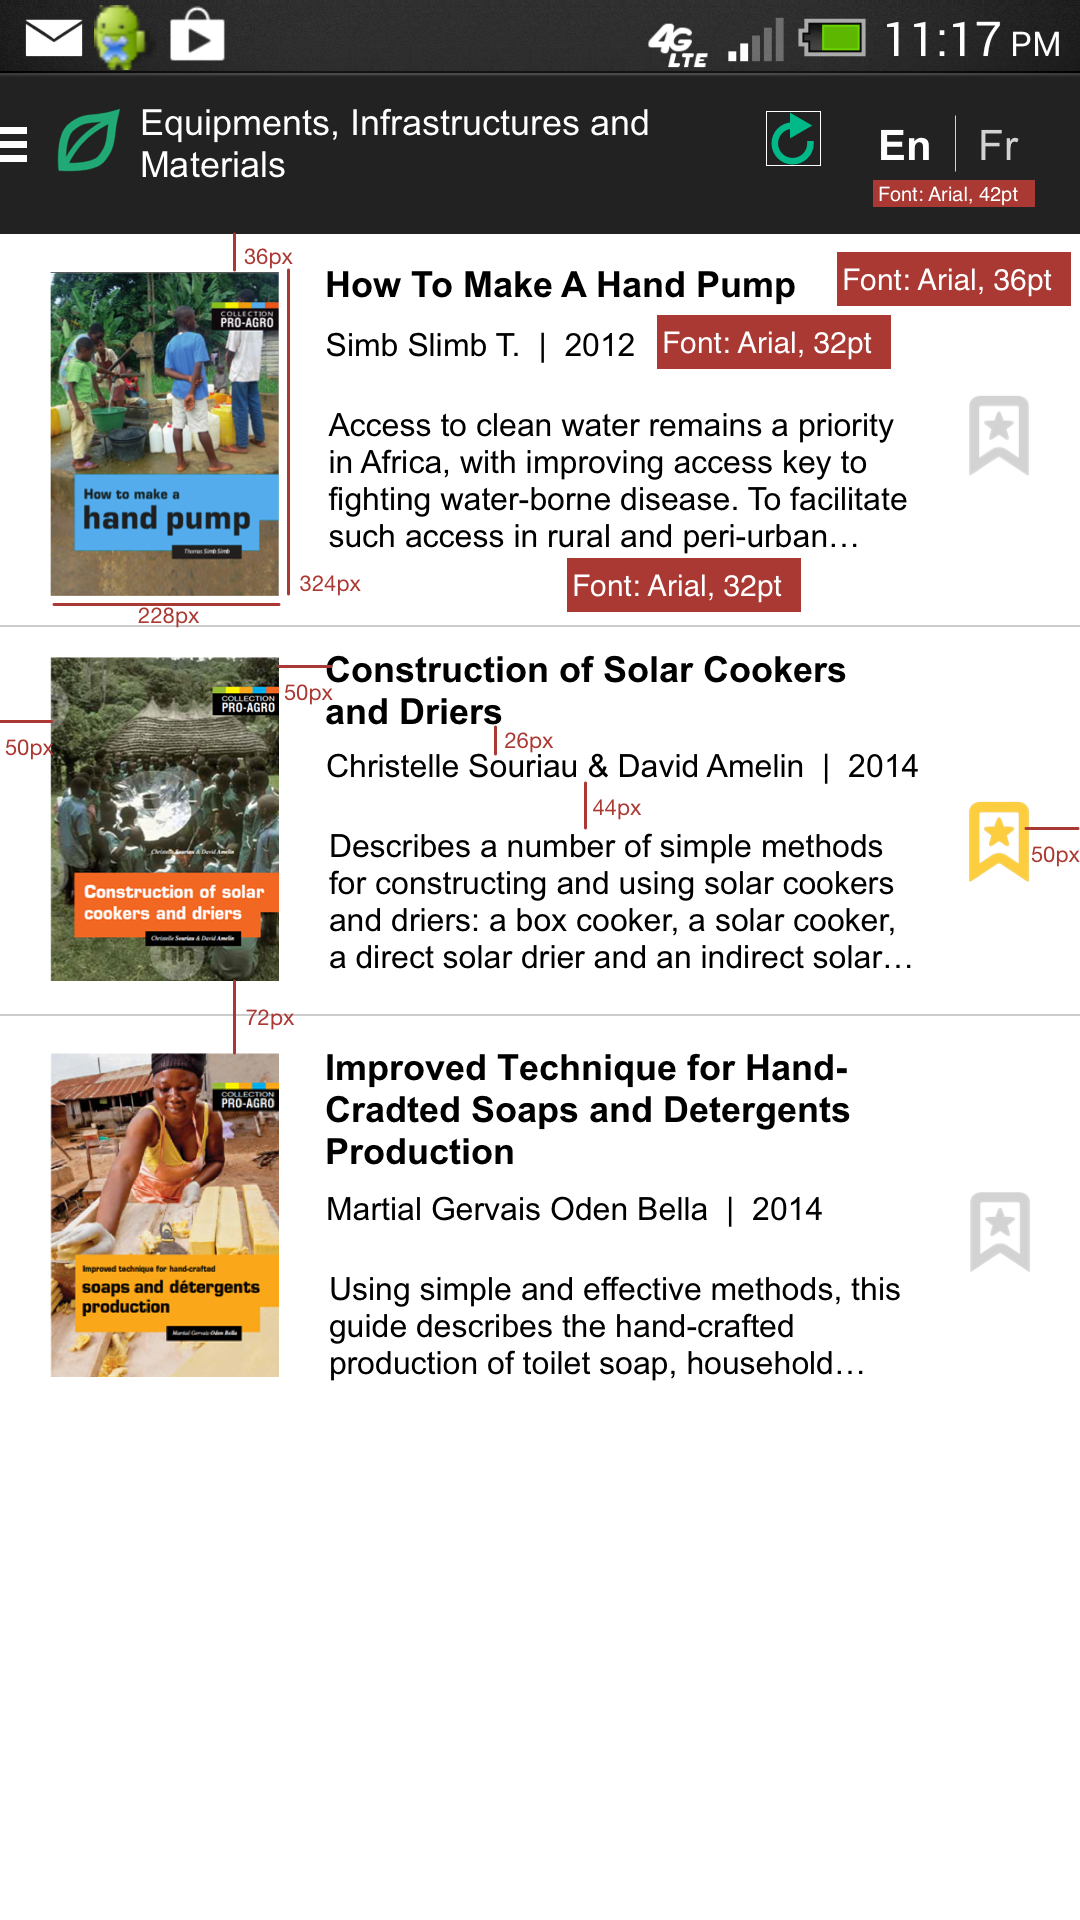 4G LTE 11:17 PM
Equipments, Infrastructures and
Materials
En | Fr
Font: Arial, 42pt
36px
COLLECTION
PRO-AGRO
How to make a
hand pump
Thomas Simb Simb
324px
228px
How To Make A Hand Pump
Font: Arial, 36pt
Simb Slimb T. | 2012
Font: Arial, 32pt
Access to clean water remains a priority
in Africa, with improving access key to
fighting water-borne disease. To facilitate
such access in rural and peri-urban…
Font: Arial, 32pt
50px
50px
COLLECTION
PRO-AGRO
Christelle Souriau & David Amelin
Construction of solar
cookers and driers
Christelle Souriau & David Amelin
Construction of Solar Cookers
and Driers
26px
Christelle Souriau & David Amelin | 2014
44px
Describes a number of simple methods
for constructing and using solar cookers
and driers: a box cooker, a solar cooker,
a direct solar drier and an indirect solar…
50px
72px
COLLECTION
PRO-AGRO
Improved technique for hand-crafted
soaps and détergents
production
Martial Gervais Oden Bella
Improved Technique for Hand-
Cradted Soaps and Detergents
Production
Martial Gervais Oden Bella | 2014
Using simple and effective methods, this
guide describes the hand-crafted
production of toilet soap, household…